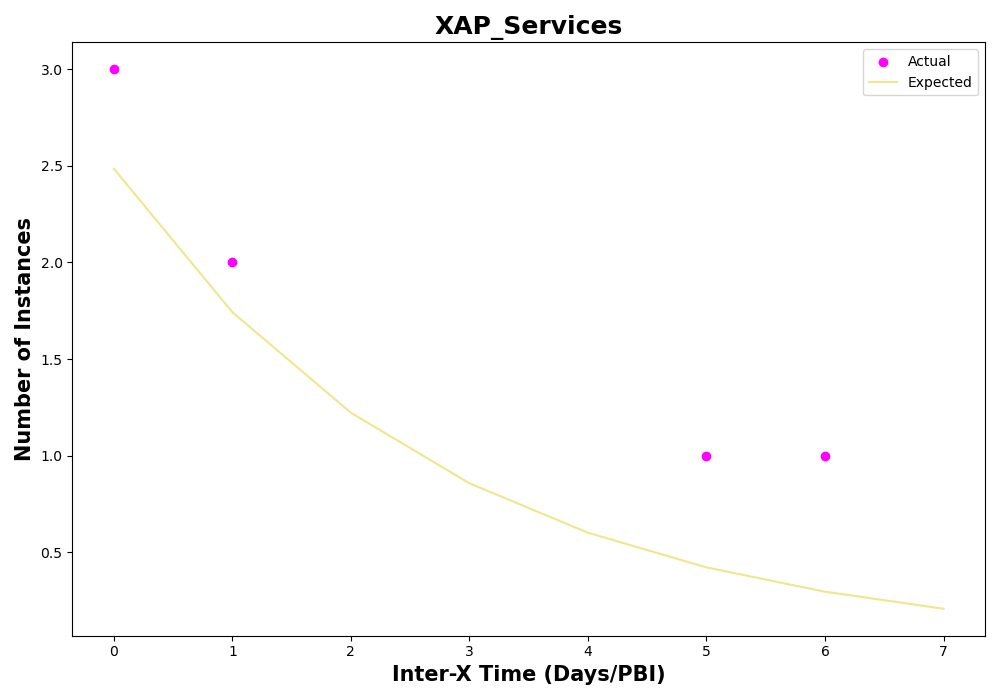 XAP_Services
Actual
Expected
Number of Instances
3.0
2.5
2.0
1.5
1.0
0.5
0 1 2 3 4 5 6 7
Inter-X Time (Days/PBI)